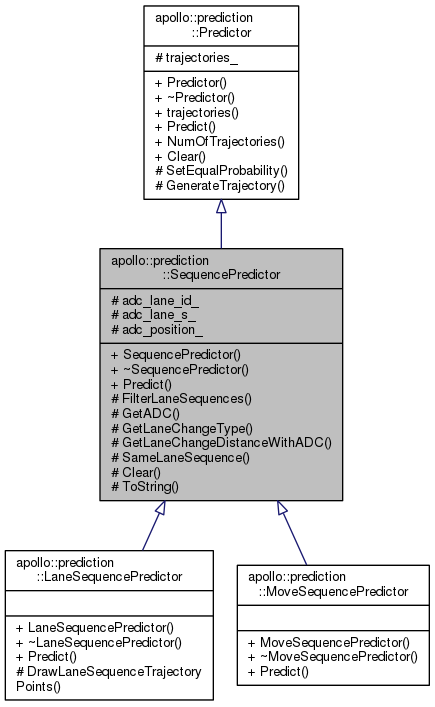 apollo::prediction
::Predictor
# trajectories_
+ Predictor()
+ ~Predictor()
+ trajectories()
+ Predict()
+ NumOfTrajectories()
+ Clear()
# SetEqualProbability()
# GenerateTrajectory()
apollo::prediction
::SequencePredictor
# adc_lane_id_
# adc_lane_s_
# adc_position_
+ SequencePredictor()
+ ~SequencePredictor()
+ Predict()
# FilterLaneSequences()
# GetADC()
# GetLaneChangeType()
# GetLaneChangeDistanceWithADC()
# SameLaneSequence()
# Clear()
# ToString()
apollo::prediction
::LaneSequencePredictor
+ LaneSequencePredictor()
+ ~LaneSequencePredictor()
+ Predict()
# DrawLaneSequenceTrajectory
Points()
apollo::prediction
::MoveSequencePredictor
+ MoveSequencePredictor()
+ ~MoveSequencePredictor()
+ Predict()